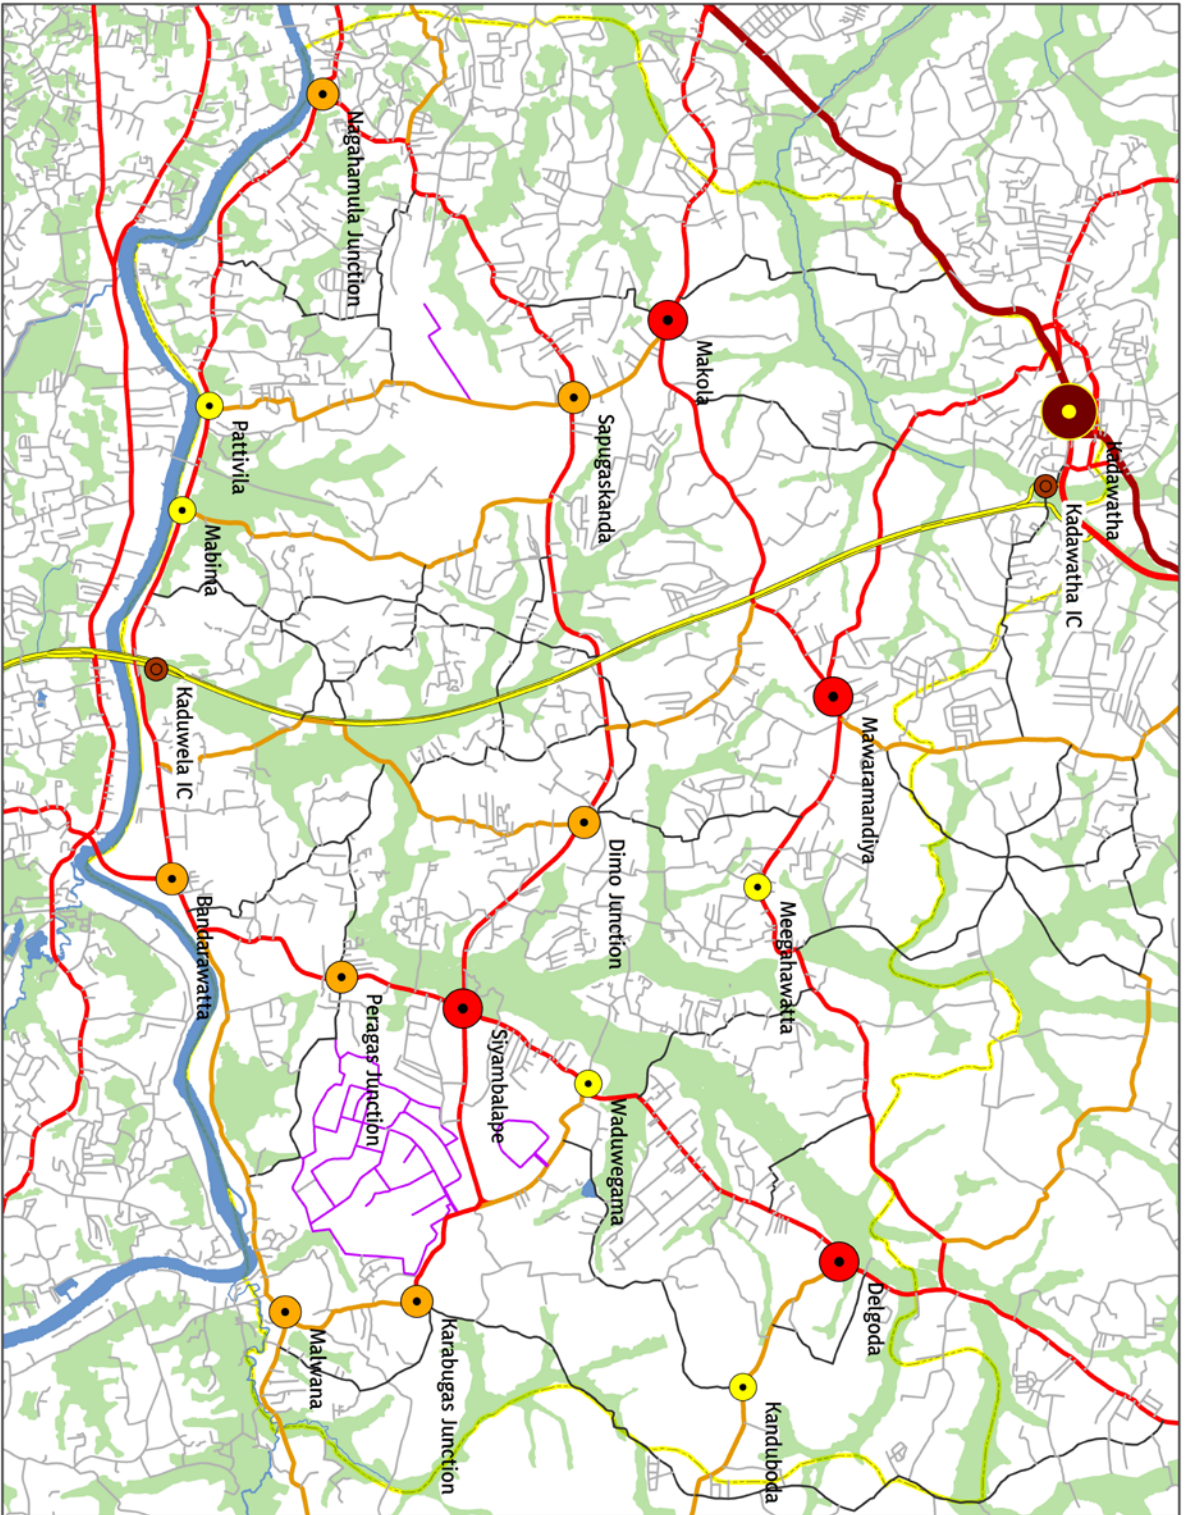 Kadawatha
Kadawatha IC
Makola
Mawaramandiya
Nagahamula Junction
Sapugaskanda
Meegahawatta
Delgoda
Pattivila
Mabima
Dimo Junction
Waduwegama
Kanduboda
Kaduwela IC
Siyambalape
Bandarawatta
Peragas Junction
Karabugas Junction
Malwana